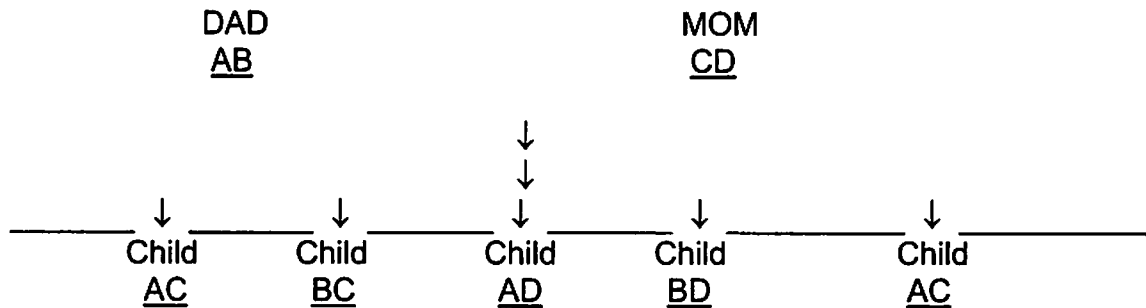 DAD MOM
AB CD
↓
↓
↓ ↓ ↓ ↓ ↓
Child Child Child Child Child
AC BC AD BD AC